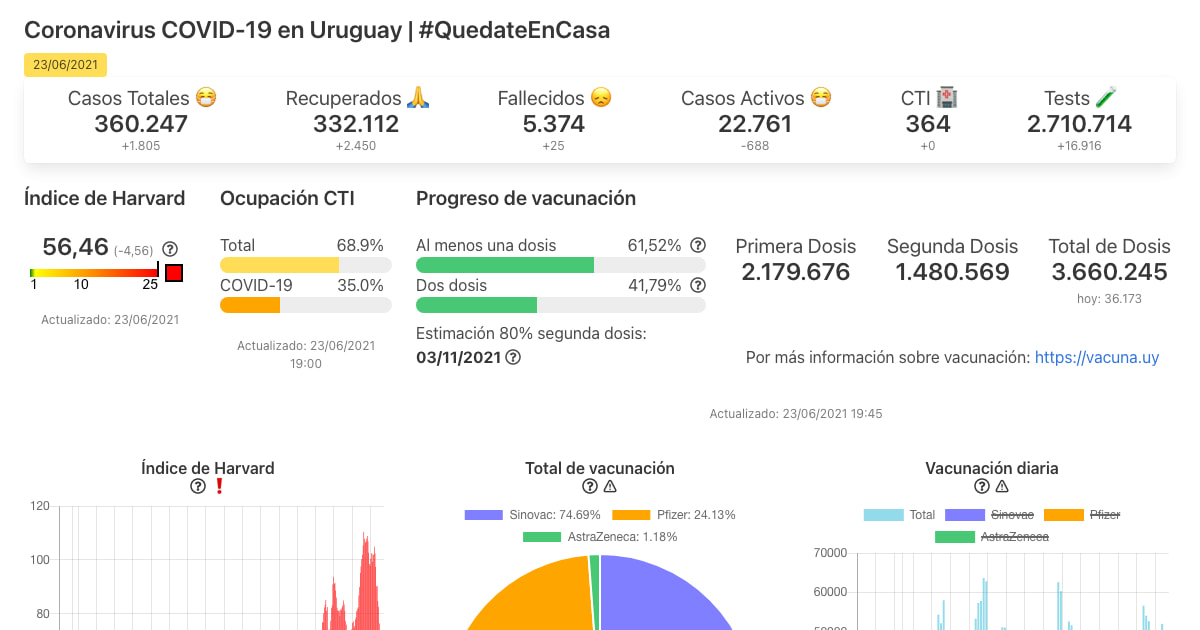 Coronavirus COVID-19 en Uruguay | #QuedateEnCasa
23/06/2021
Casos Totales 😷 Recuperados 🙏 Fallecidos 😞 Casos Activos 😷 CTI 🏥 Tests 🧪
360.247 332.112 5.374 22.761 364 2.710.714
+1.805 +2.450 +25 -688 +0 +16.916
Índice de Harvard Ocupación CTI Progreso de vacunación
56,46 (-4,56) ?
1 10 25
Actualizado: 23/06/2021
Total 68.9%
COVID-19 35.0%
Actualizado: 23/06/2021
19:00
Al menos una dosis 61,52% ?
Dos dosis 41,79% ?
Estimación 80% segunda dosis:
03/11/2021 ?
Primera Dosis Segunda Dosis Total de Dosis
2.179.676 1.480.569 3.660.245
hoy: 36.173
Por más información sobre vacunación: https://vacuna.uy
Actualizado: 23/06/2021 19:45
Índice de Harvard
? ❗
120
100
80
Total de vacunación
? ⚠
Sinovac: 74.69% Pfizer: 24.13%
AstraZeneca: 1.18%
Vacunación diaria
? ⚠
Total Sinovac Pfizer
AstraZeneca
70000
60000
50000